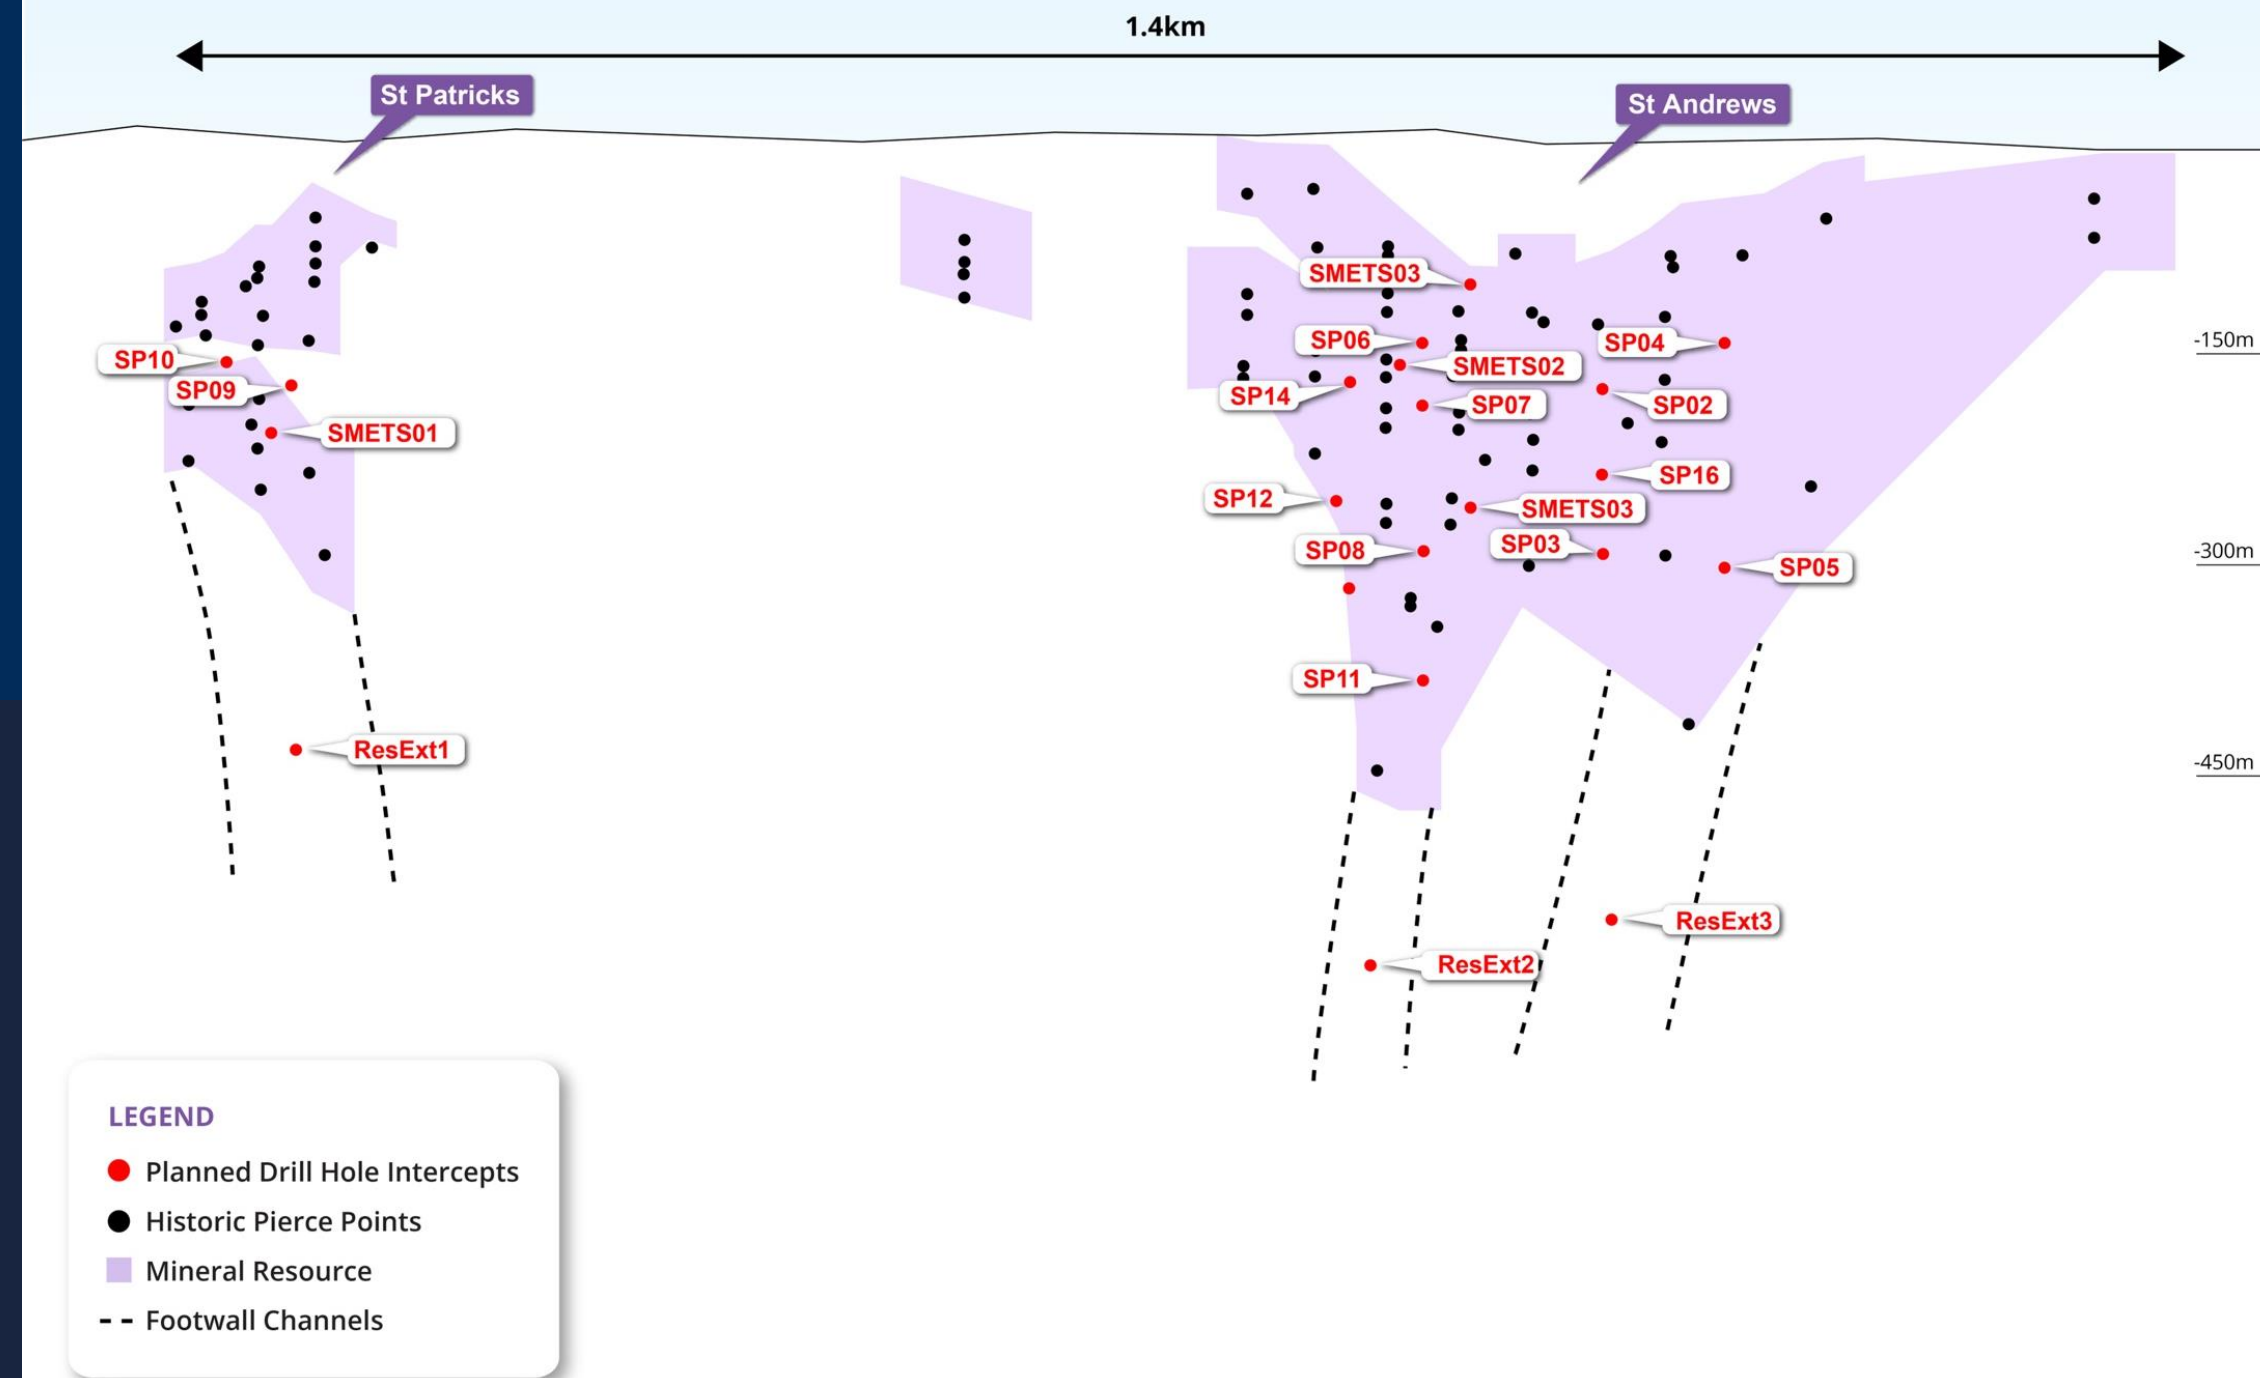 1.4km
St Patricks
St Andrews
SMETS03
SP06
SP04
-150m
SP10
SMETS02
SP09
SP14
SP07
SP02
SMETS01
SP16
SP12
SMETS03
SP08
SP03
-300m
SP05
SP11
ResExt1
-450m
ResExt3
ResExt2
LEGEND
Planned Drill Hole Intercepts
Historic Pierce Points
Mineral Resource
Footwall Channels